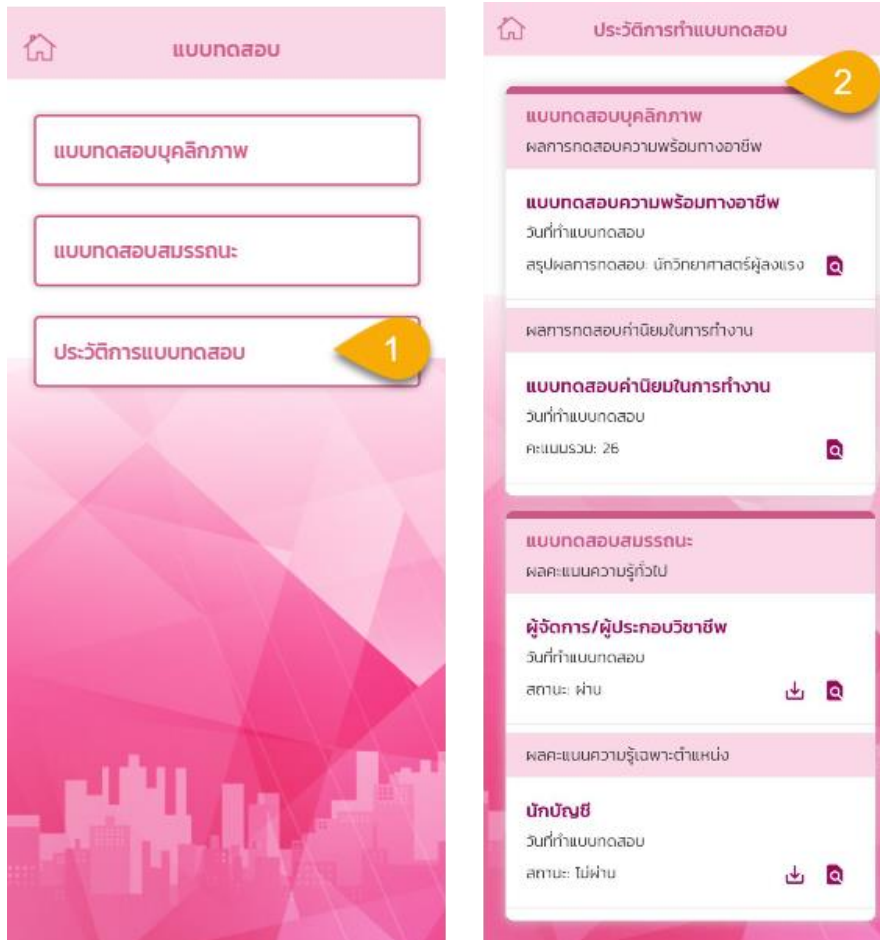 แบบทดสอบ
แบบทดสอบบุคลิกภาพ
แบบทดสอบสมรรถนะ
ประวัติการแบบทดสอบ
1
ประวัติการทำแบบทดสอบ
2
แบบทดสอบบุคลิกภาพ
ผลการทดสอบความพร้อมทางอาชีพ
แบบทดสอบความพร้อมทางอาชีพ
วันที่ทำแบบทดสอบ
สรุปผลการทดสอบ: นักวิทยาศาสตร์ผู้ลงแรง
ผลการทดสอบค่านิยมในการทำงาน
แบบทดสอบค่านิยมในการทำงาน
วันที่ทำแบบทดสอบ
คะแนนรวม: 26
แบบทดสอบสมรรถนะ
ผลคะแนนความรู้ทั่วไป
ผู้จัดการ/ผู้ประกอบวิชาชีพ
วันที่ทำแบบทดสอบ
สถานะ: ผ่าน
ผลคะแนนความรู้เฉพาะตำแหน่ง
นักบัญชี
วันที่ทำแบบทดสอบ
สถานะ: ไม่ผ่าน